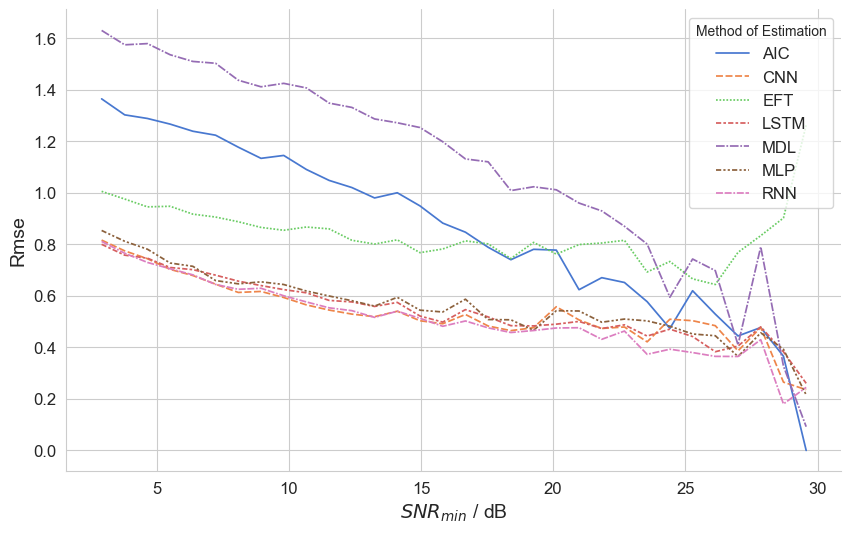 Method of Estimation
AIC
CNN
EFT
LSTM
MDL
MLP
RNN
Rmse
1.6
1.4
1.2
1.0
0.8
0.6
0.4
0.2
0.0
5
10
15
20
25
30
SNR_min / dB